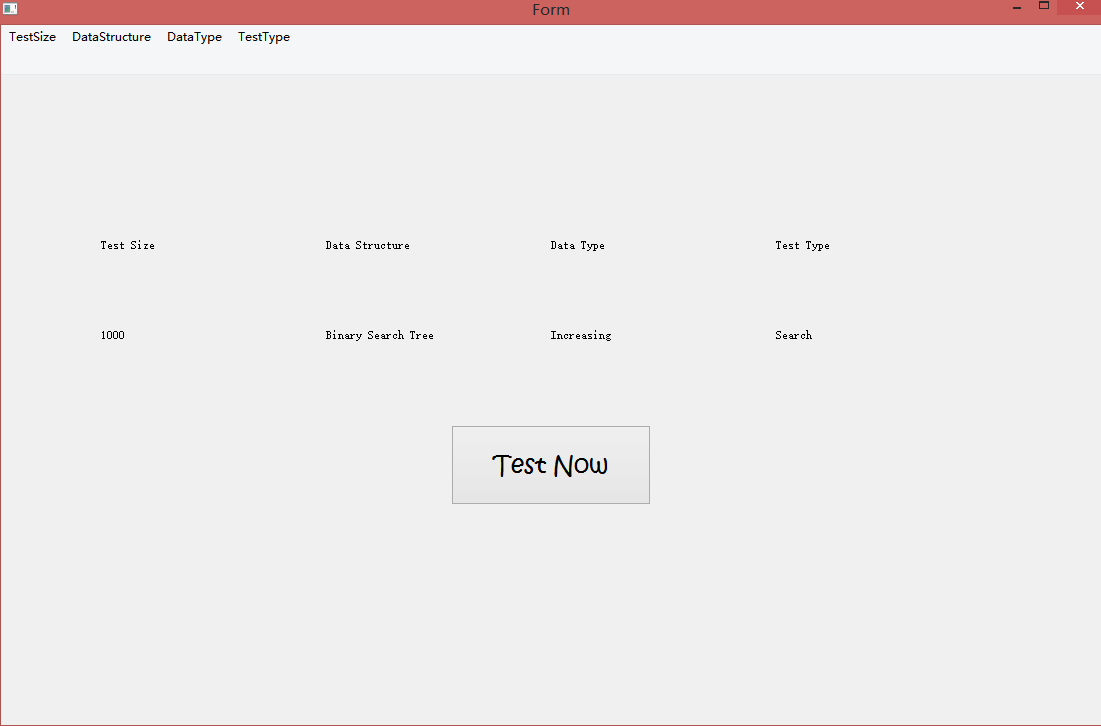 Form
TestSize DataStructure DataType TestType
Test Size Data Structure Data Type Test Type
1000 Binary Search Tree Increasing Search
Test Now